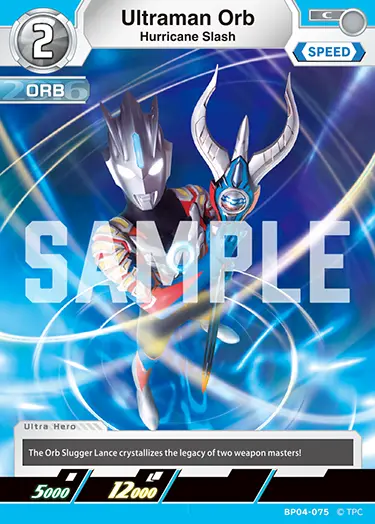 2
Ultraman Orb
Hurricane Slash
C
SPEED
ORB
SAMPLE
Ultra Hero
The Orb Slugger Lance crystallizes the legacy of two weapon masters!
5000
12000
BP04-075 © TPC